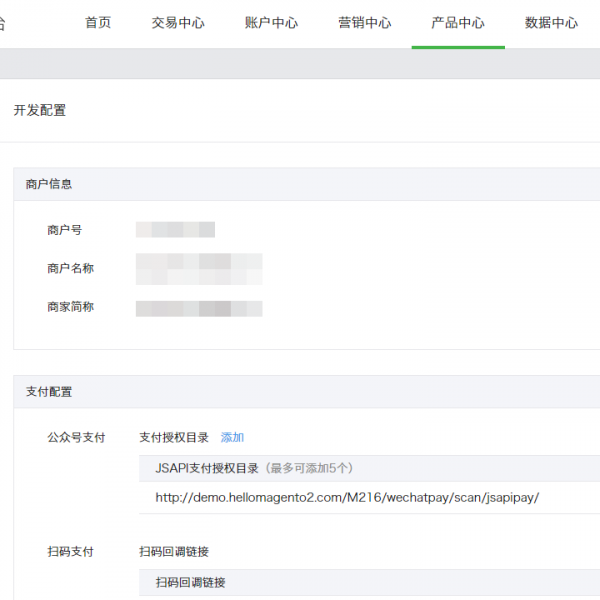 台
首页 交易中心 账户中心 营销中心 产品中心 数据中心
开发配置
商户信息
商户号
商户名称
商家简称
支付配置
公众号支付 支付授权目录 添加
JSAPI支付授权目录（最多可添加5个）
http://demo.hellomagento2.com/M216/wechatpay/scan/jsapipay/
扫码支付 扫码回调链接
扫码回调链接